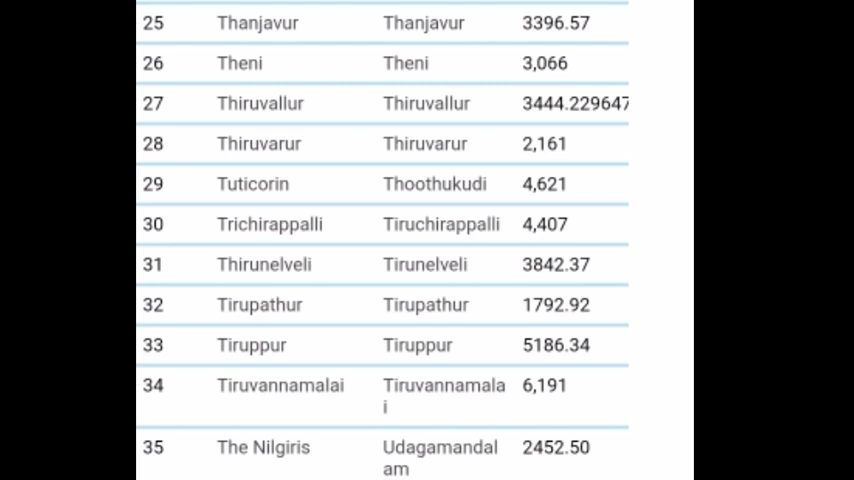 25 Thanjavur Thanjavur 3396.57
26 Theni Theni 3,066
27 Thiruvallur Thiruvallur 3444.229647
28 Thiruvarur Thiruvarur 2,161
29 Tuticorin Thoothukudi 4,621
30 Trichirappalli Tiruchirappalli 4,407
31 Thirunelveli Tirunelveli 3842.37
32 Tirupathur Tirupathur 1792.92
33 Tiruppur Tiruppur 5186.34
34 Tiruvannamalai Tiruvannamala 6,191
i
35 The Nilgiris Udagamandal 2452.50
am